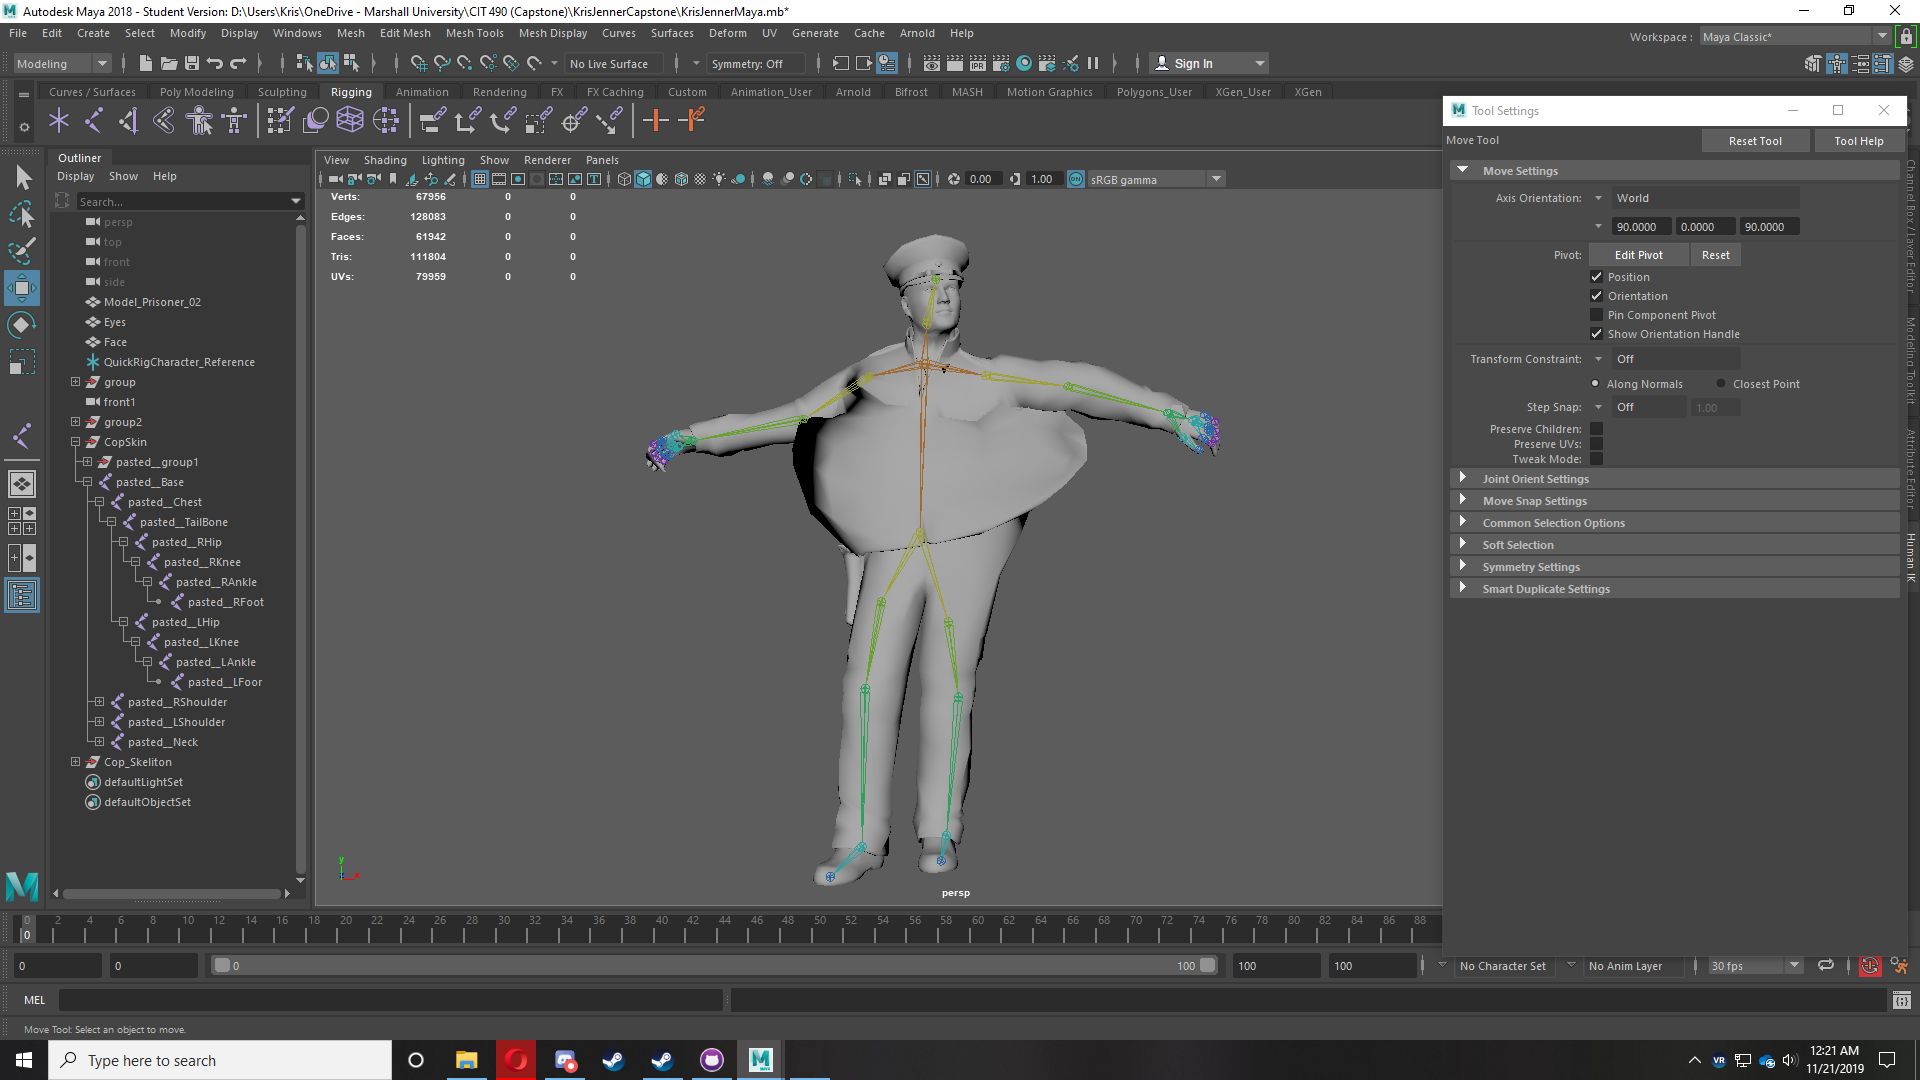 Autodesk Maya 2018 - Student Version: D:\Users\Kris\OneDrive - Marshall University\CIT 490 (Capstone)\KrisJennerCapstone\KrisJennerMaya.mb*
File Edit Create Select Modify Display Windows Mesh Edit Mesh Mesh Tools Mesh Display Curves Surfaces Deform UV Generate Cache Arnold Help
Workspace : Maya Classic*
Modeling No Live Surface Symmetry: Off Sign In
Curves / Surfaces Poly Modeling Sculpting Rigging Animation Rendering FX FX Caching Custom Animation_User Arnold Bifrost MASH Motion Graphics Polygons_User XGen_User XGen
Tool Settings
Move Tool Reset Tool Tool Help
Outliner
Display Show Help
Search...
persp
top
front
side
Model_Prisoner_02
Eyes
Face
QuickRigCharacter_Reference
group
front1
group2
CopSkin
pasted__group1
pasted__Base
pasted__Chest
pasted__TailBone
pasted__RHip
pasted__RKnee
pasted__RAnkle
pasted__RFoot
pasted__LHip
pasted__LKnee
pasted__LAnkle
pasted__LFoor
pasted__RShoulder
pasted__LShoulder
pasted__Neck
Cop_Skeliton
defaultLightSet
defaultObjectSet
View Shading Lighting Show Renderer Panels
0.00 1.00 ON sRGB gamma
Verts: 67956 0 0
Edges: 128083 0 0
Faces: 61942 0 0
Tris: 111804 0 0
UVs: 79959 0 0
y
persp
Move Settings
Axis Orientation: World
90.0000 0.0000 90.0000
Pivot: Edit Pivot Reset
Position
Orientation
Pin Component Pivot
Show Orientation Handle
Transform Constraint: Off
Along Normals Closest Point
Step Snap: Off 1.00
Preserve Children:
Preserve UVs:
Tweak Mode:
Joint Orient Settings
Move Snap Settings
Common Selection Options
Soft Selection
Symmetry Settings
Smart Duplicate Settings
Channel Box / Layer Editor
Modeling Toolkit
Attribute Editor
Human IK
0 2 4 6 8 10 12 14 16 18 20 22 24 26 28 30 32 34 36 38 40 42 44 46 48 50 52 54 56 58 60 62 64 66 68 70 72 74 76 78 80 82 84 86 88
0
0 0 0 100 100 100 No Character Set No Anim Layer 30 fps
MEL
Move Tool: Select an object to move.
Type here to search
VR
12:21 AM
11/21/2019